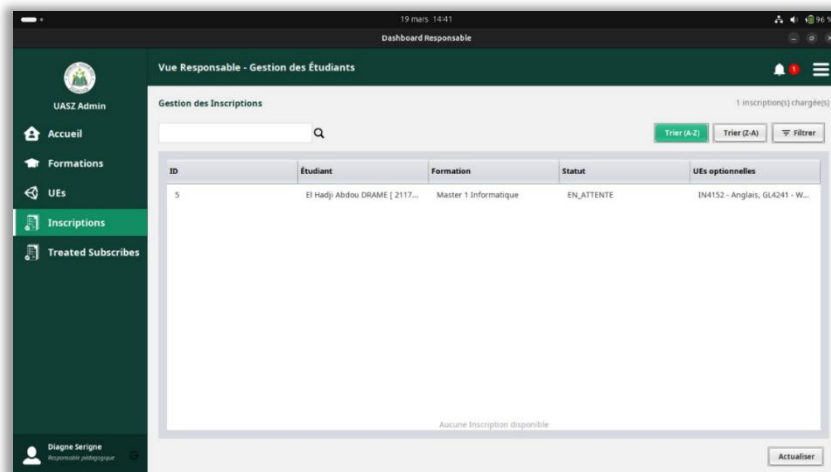 19 mars 14:41
96 %
Dashboard Responsable
Vue Responsable - Gestion des Étudiants
1
UASZ Admin
Accueil
Formations
UEs
Inscriptions
Treated Subscribes
Gestion des Inscriptions
1 inscription(s) chargée(s)
Trier (A-Z) Trier (Z-A) Filtrer
ID Étudiant Formation Statut UEs optionnelles
5 El Hadji Abdou DRAME [ 2117... Master 1 Informatique EN_ATTENTE IN4152 - Anglais, GL4241 - W...
Aucune Inscription disponible
Diagne Serigne
Responsable pédagogique
Actualiser